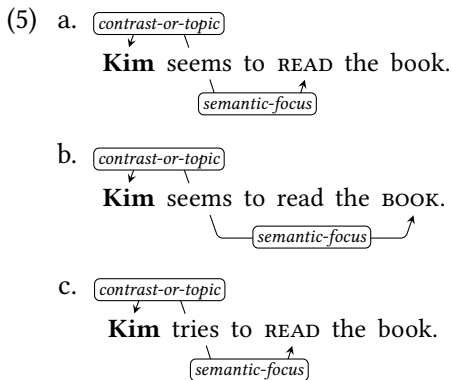 (5) a. contrast-or-topic
Kim seems to READ the book.
semantic-focus
b. contrast-or-topic
Kim seems to read the BOOK.
semantic-focus
c. contrast-or-topic
Kim tries to READ the book.
semantic-focus